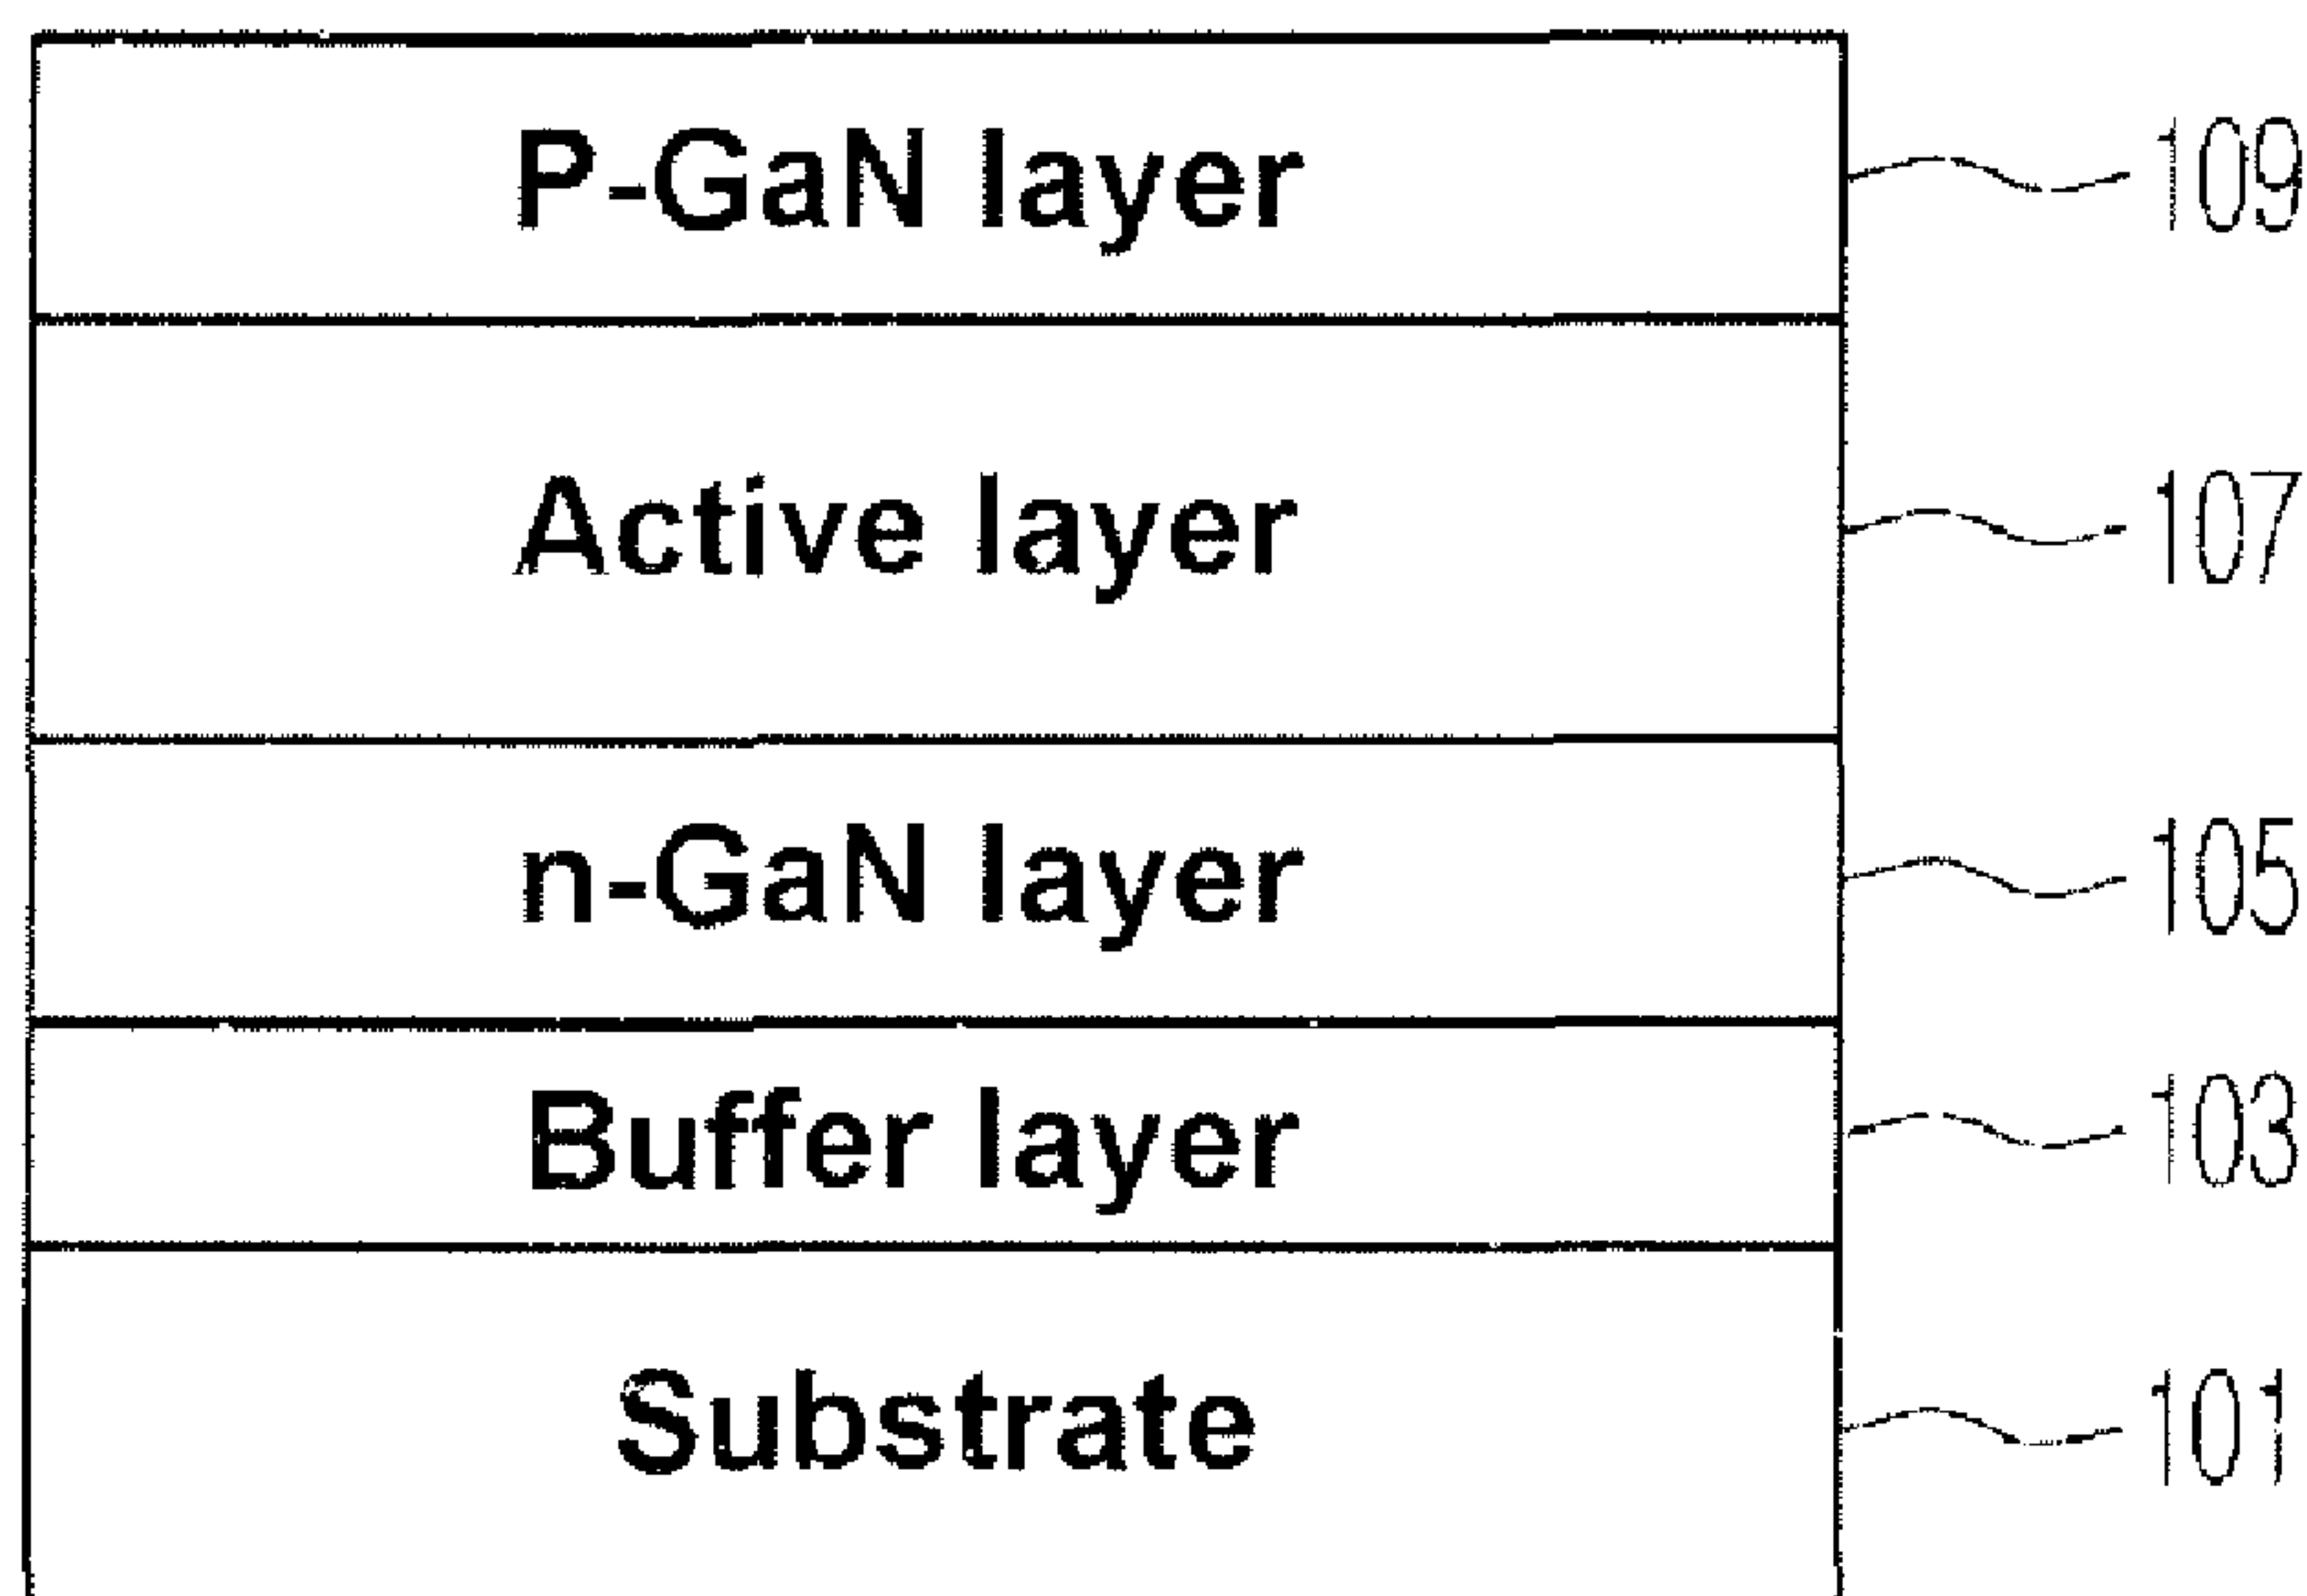 P-GaN layer 109
Active layer 107
n-GaN layer 105
Buffer layer 103
Substrate 101